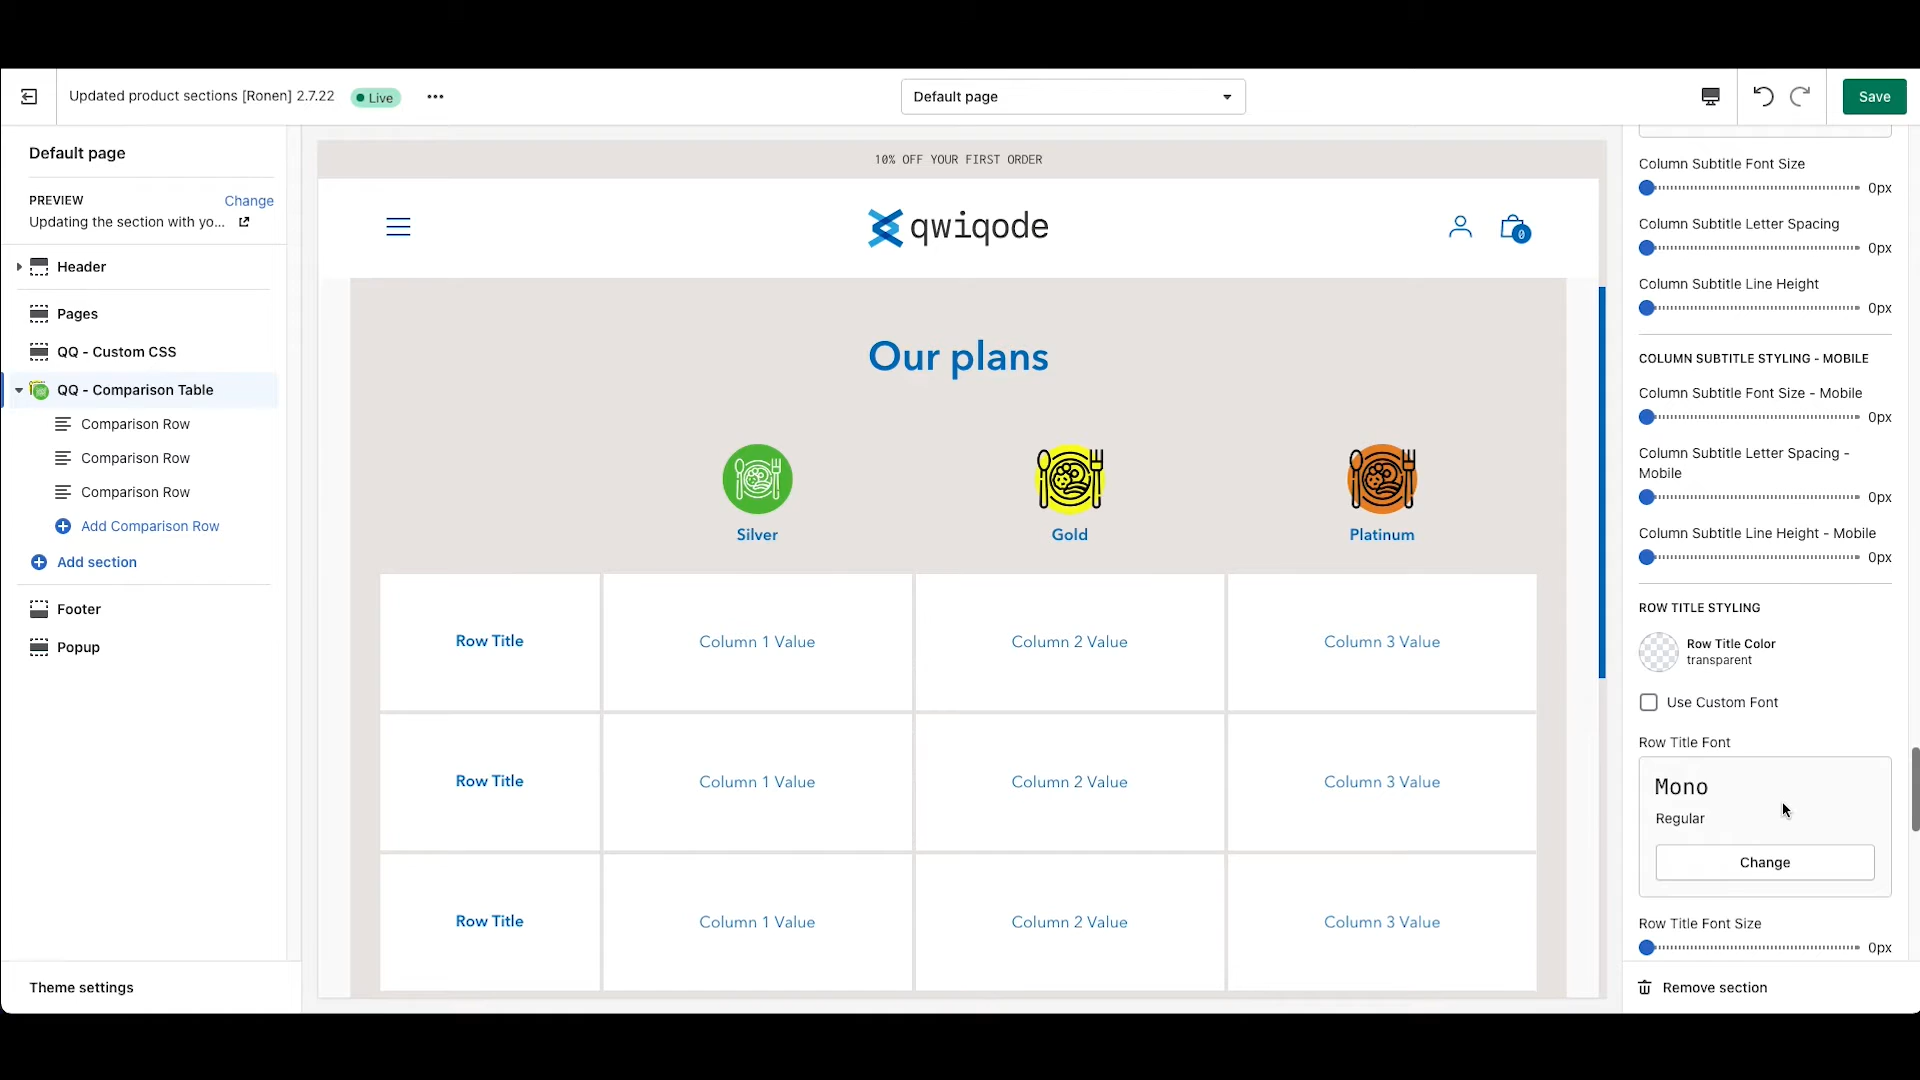 Updated product sections [Ronen] 2.7.22
Live
Default page
Save
Default page
PREVIEW
Change
Updating the section with yo...
Header
Pages
QQ - Custom CSS
QQ - Comparison Table
Comparison Row
Comparison Row
Comparison Row
Add Comparison Row
Add section
Footer
Popup
Theme settings
10% OFF YOUR FIRST ORDER
qwiqode
0
Our plans
Silver
Gold
Platinum
Row Title
Column 1 Value
Column 2 Value
Column 3 Value
Row Title
Column 1 Value
Column 2 Value
Column 3 Value
Row Title
Column 1 Value
Column 2 Value
Column 3 Value
Column Subtitle Font Size
0px
Column Subtitle Letter Spacing
0px
Column Subtitle Line Height
0px
COLUMN SUBTITLE STYLING - MOBILE
Column Subtitle Font Size - Mobile
0px
Column Subtitle Letter Spacing -
Mobile
0px
Column Subtitle Line Height - Mobile
0px
ROW TITLE STYLING
Row Title Color
transparent
Use Custom Font
Row Title Font
Mono
Regular
Change
Row Title Font Size
0px
Remove section